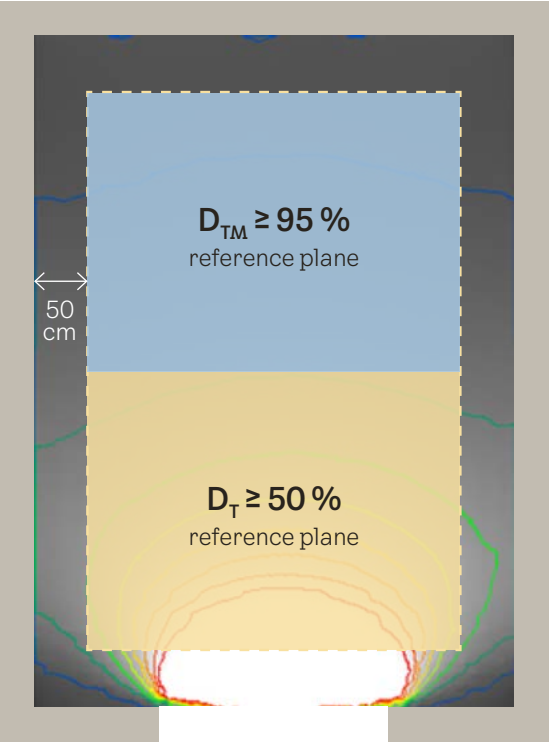 D_TM ≥ 95 %
reference plane
50
cm
D_T ≥ 50 %
reference plane